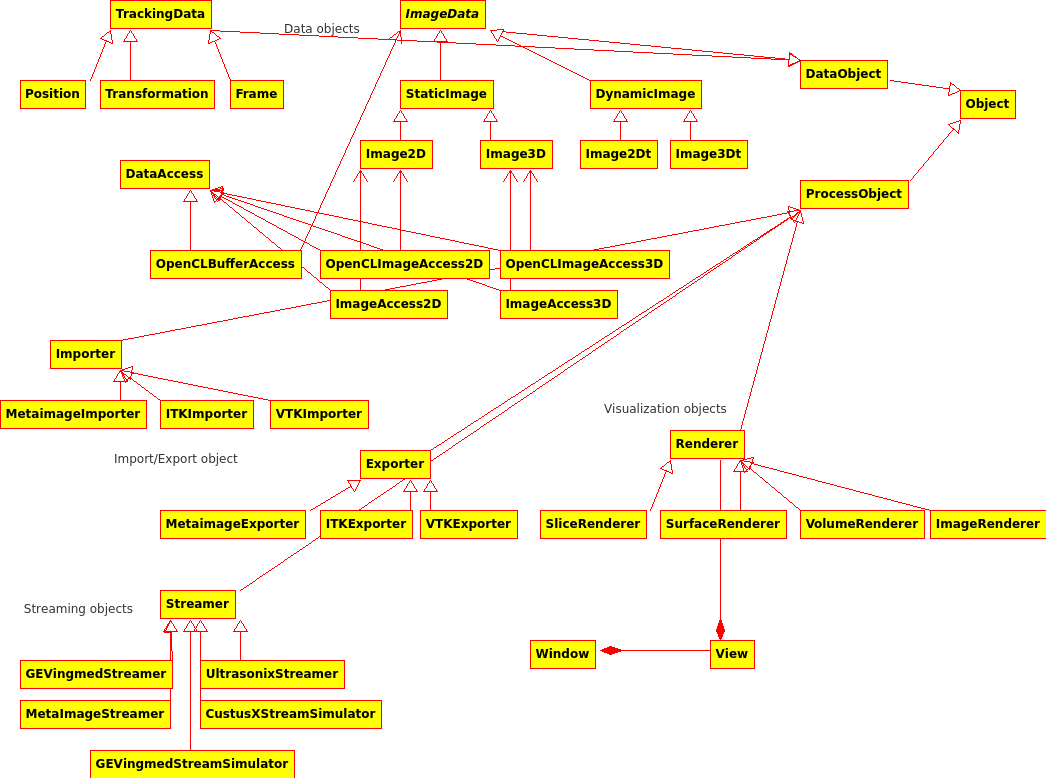 TrackingData
ImageData
Data objects
DataObject
Position
Transformation
Frame
StaticImage
DynamicImage
Object
Image2D
Image3D
Image2Dt
Image3Dt
DataAccess
ProcessObject
OpenCLBufferAccess
OpenCLImageAccess2D
OpenCLImageAccess3D
ImageAccess2D
ImageAccess3D
Importer
MetaimageImporter
ITKImporter
VTKImporter
Visualization objects
Renderer
Import/Export object
Exporter
MetaimageExporter
ITKExporter
VTKExporter
SliceRenderer
SurfaceRenderer
VolumeRenderer
ImageRenderer
Streaming objects
Streamer
Window
View
GEVingmedStreamer
UltrasonixStreamer
MetaImageStreamer
CustusXStreamSimulator
GEVingmedStreamSimulator